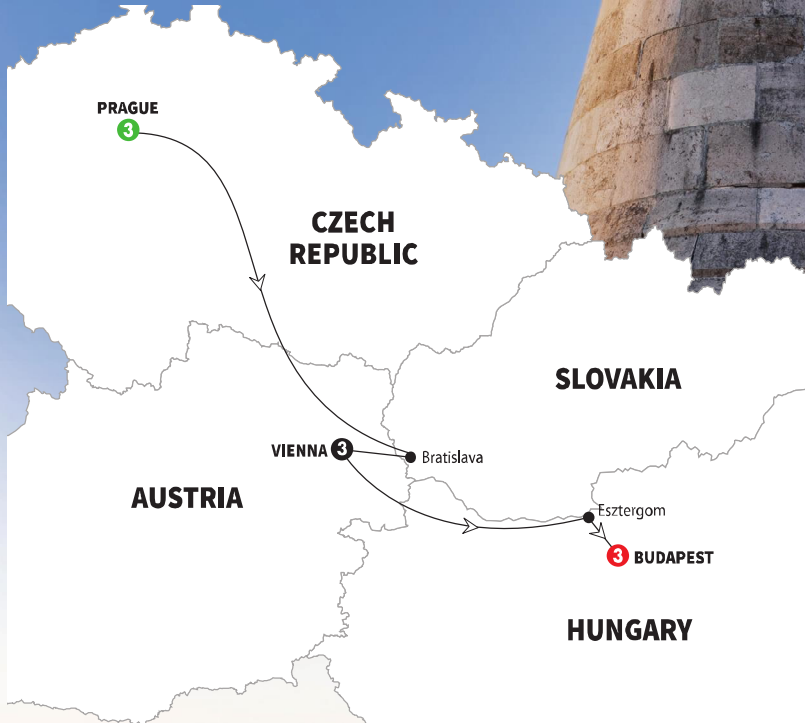 PRAGUE
3
CZECH
REPUBLIC
SLOVAKIA
VIENNA 3
Bratislava
AUSTRIA
Esztergom
3 BUDAPEST
HUNGARY